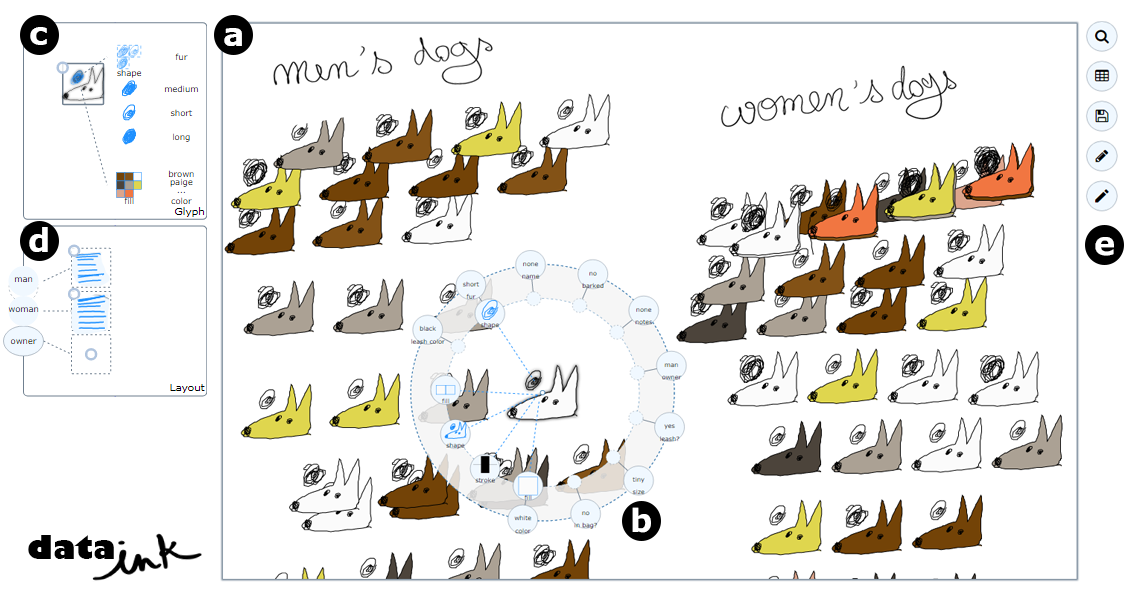 c
fur
shape
medium
short
long
brown
paige
...
fill
color
Glyph
d
man
woman
owner
Layout
data ink
a
men's dogs
women's dogs
none
name
no
barked
none
notes
man
owner
yes
leash?
tiny
size
no
in bag?
white
color
black
leash color
short
fur
shape
fill
shape
stroke
fill
b
e